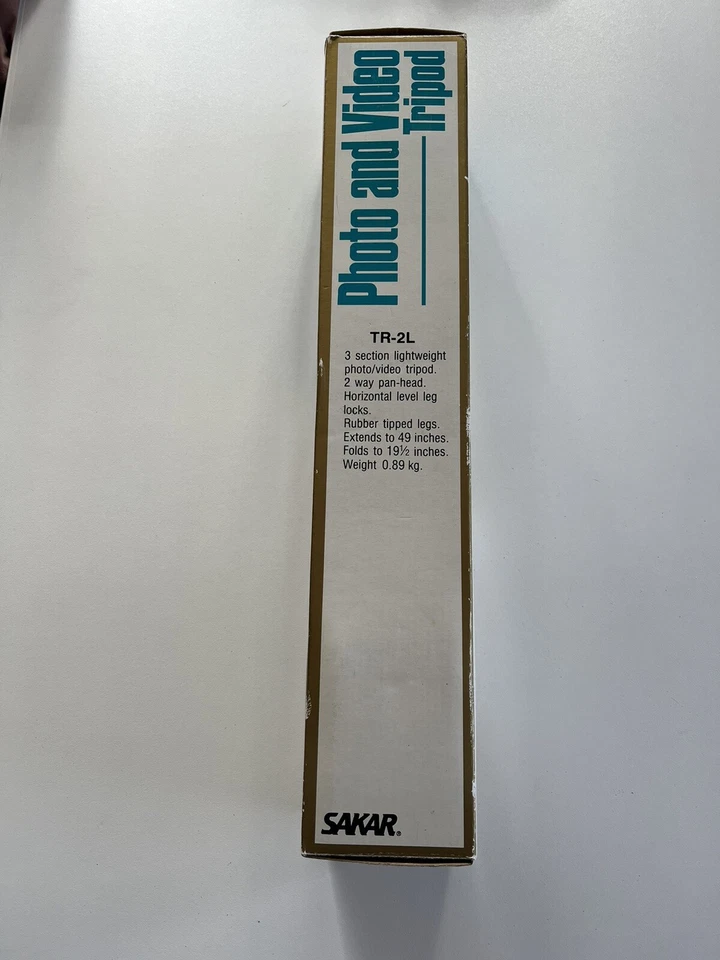 Photo and Video
Tripod
TR-2L
3 section lightweight
photo/video tripod.
2 way pan-head.
Horizontal level leg
locks.
Rubber tipped legs.
Extends to 49 inches.
Folds to 19½ inches.
Weight 0.89 kg.
SAKAR®